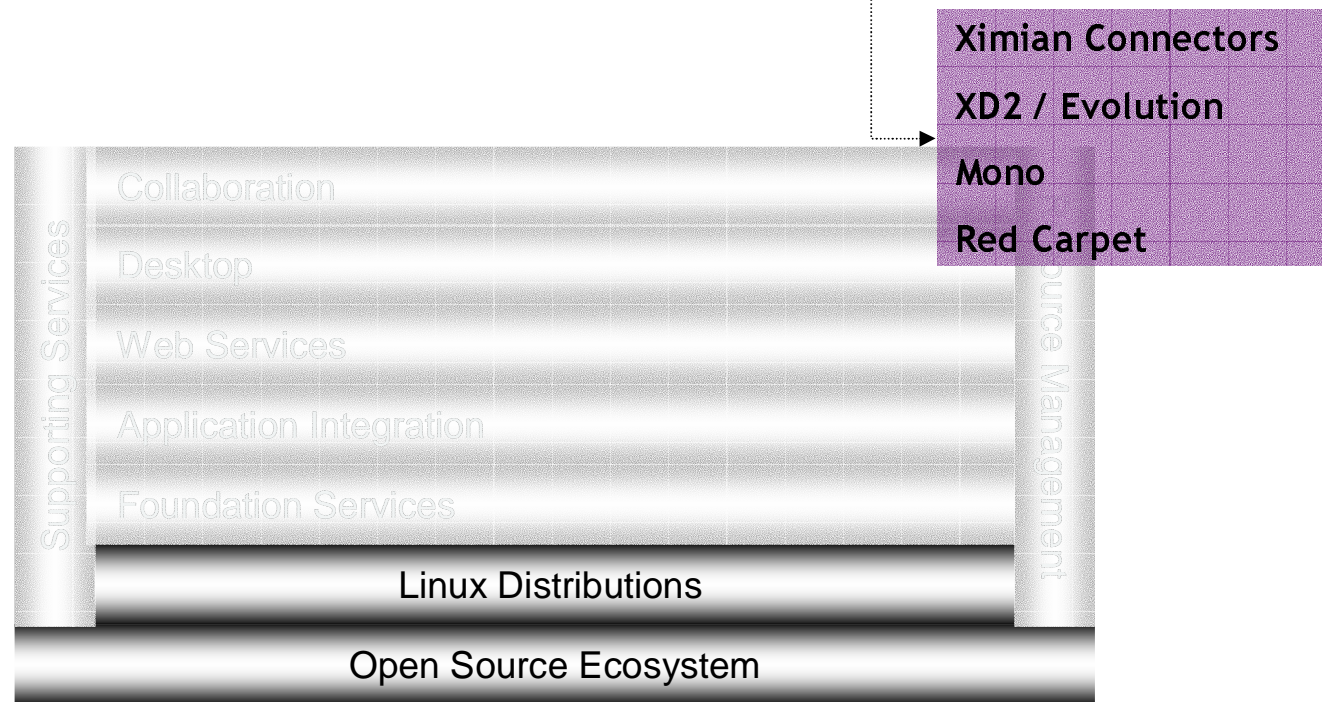 Ximian Connectors
XD2 / Evolution
Mono
Red Carpet
Collaboration
Desktop
Web Services
Application Integration
Foundation Services
Supporting Services
Management
Linux Distributions
Open Source Ecosystem